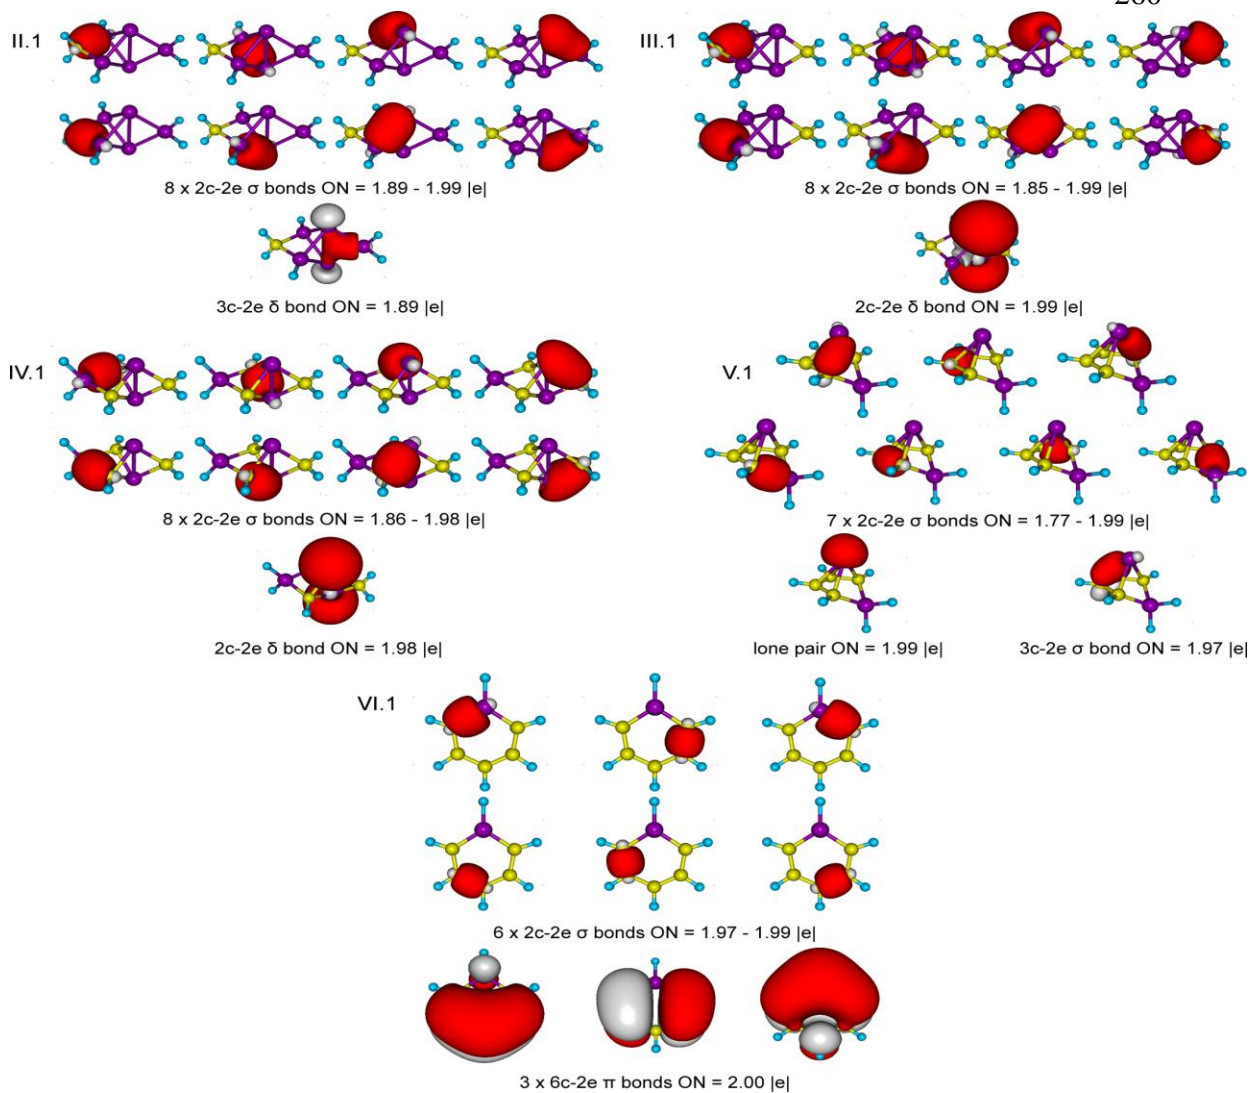 II.1
8 x 2c-2e σ bonds ON = 1.89 - 1.99 |e|
3c-2e δ bond ON = 1.89 |e|
III.1
8 x 2c-2e σ bonds ON = 1.85 - 1.99 |e|
2c-2e δ bond ON = 1.99 |e|
IV.1
8 x 2c-2e σ bonds ON = 1.86 - 1.98 |e|
2c-2e δ bond ON = 1.98 |e|
V.1
7 x 2c-2e σ bonds ON = 1.77 - 1.99 |e|
lone pair ON = 1.99 |e|
3c-2e σ bond ON = 1.97 |e|
VI.1
6 x 2c-2e σ bonds ON = 1.97 - 1.99 |e|
3 x 6c-2e π bonds ON = 2.00 |e|